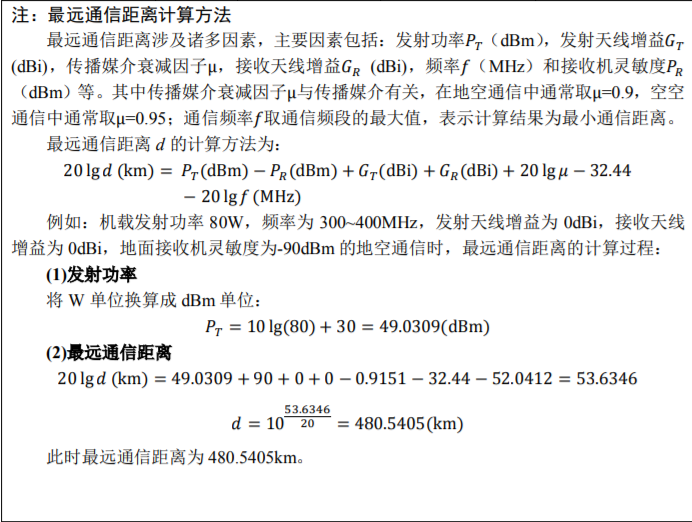 注：最远通信距离计算方法
最远通信距离涉及诸多因素，主要因素包括：发射功率P_T（dBm），发射天线增益G_T
(dBi)，传播媒介衰减因子μ，接收天线增益G_R (dBi)，频率f（MHz）和接收机灵敏度P_R
（dBm）等。其中传播媒介衰减因子μ与传播媒介有关，在地空通信中通常取μ=0.9，空空
通信中通常取μ=0.95；通信频率f取通信频段的最大值，表示计算结果为最小通信距离。
最远通信距离 d 的计算方法为：
20 lg d (km) = P_T(dBm) − P_R(dBm) + G_T(dBi) + G_R(dBi) + 20 lg μ − 32.44
− 20 lg f (MHz)
例如：机载发射功率 80W，频率为 300~400MHz，发射天线增益为 0dBi，接收天线
增益为 0dBi，地面接收机灵敏度为-90dBm 的地空通信时，最远通信距离的计算过程：
(1)发射功率
将 W 单位换算成 dBm 单位：
P_T = 10 lg(80) + 30 = 49.0309(dBm)
(2)最远通信距离
20 lg d (km) = 49.0309 + 90 + 0 + 0 − 0.9151 − 32.44 − 52.0412 = 53.6346
d = 10^(53.6346/20) = 480.5405(km)
此时最远通信距离为 480.5405km。